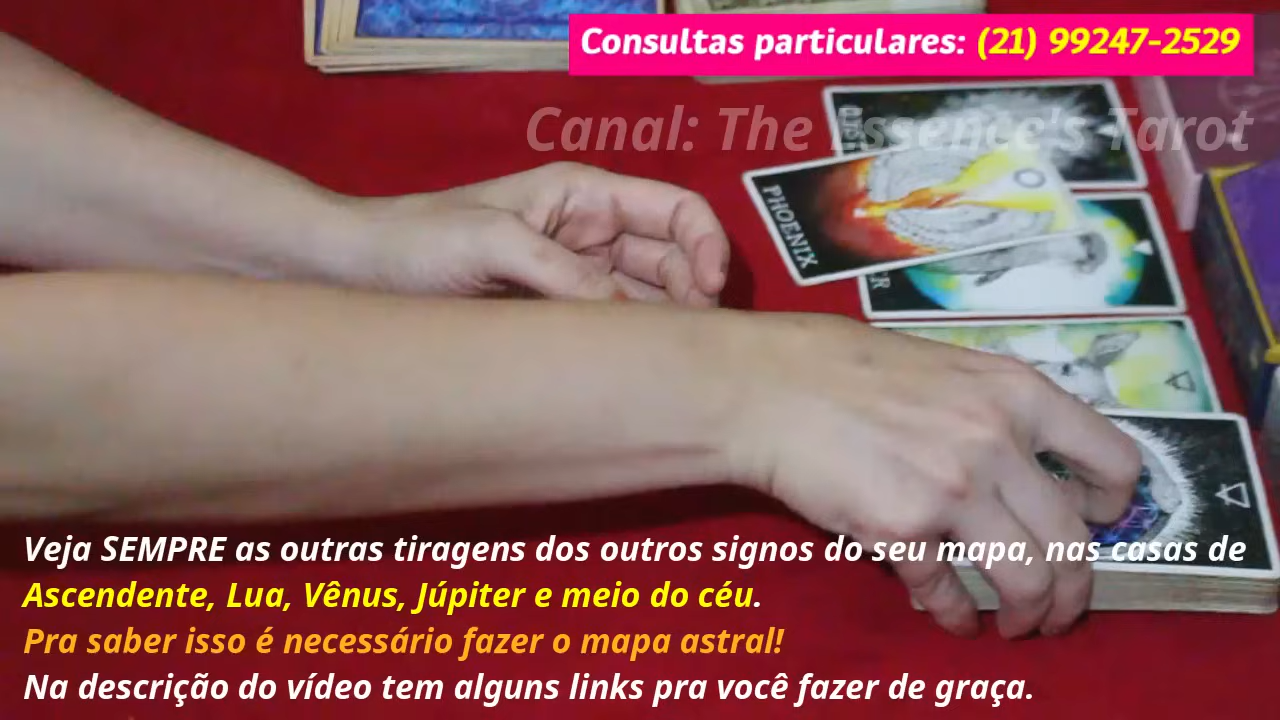 Consultas particulares: (21) 99247-2529
Canal: The Essence's Tarot
PHOENIX
Veja SEMPRE as outras tiragens dos outros signos do seu mapa, nas casas de
Ascendente, Lua, Vênus, Júpiter e meio do céu.
Pra saber isso é necessário fazer o mapa astral!
Na descrição do vídeo tem alguns links pra você fazer de graça.